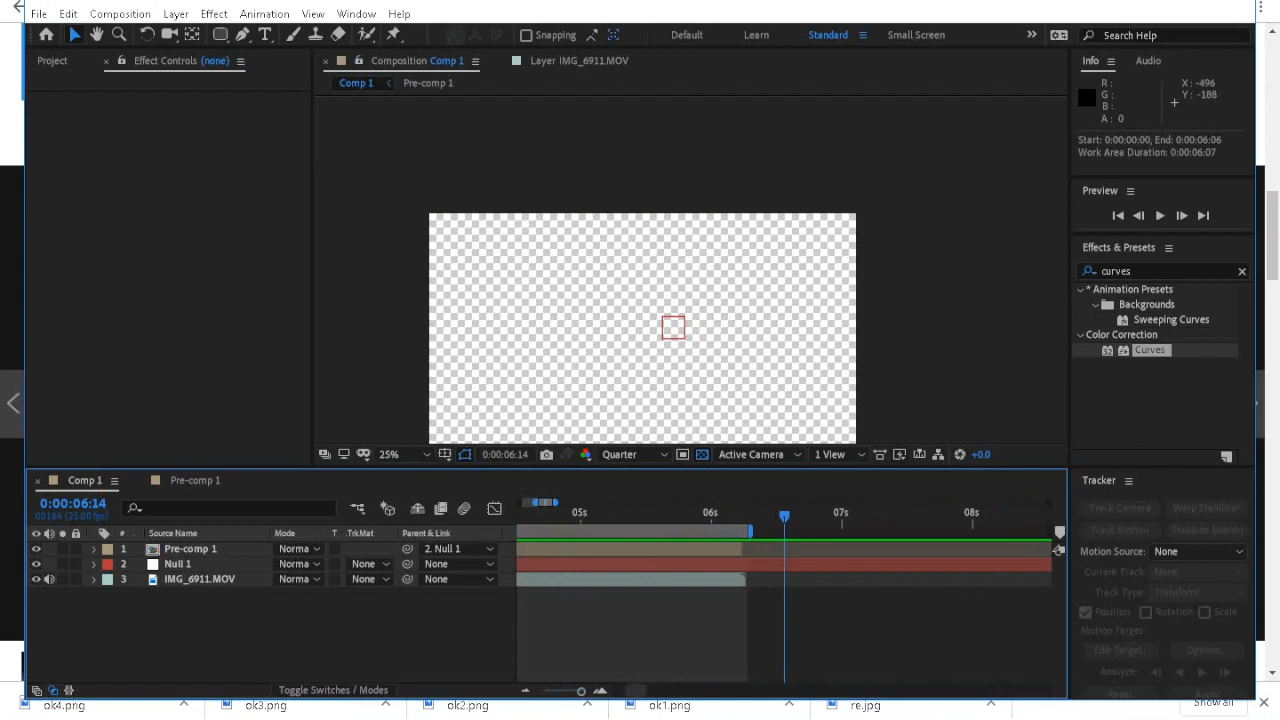 File Edit Composition Layer Effect Animation View Window Help
Snapping Default Learn Standard Small Screen Search Help
Project × Effect Controls (none) × Composition Comp 1 Layer IMG_6911.MOV Info Audio
Comp 1 Pre-comp 1
R : X : -496
G : Y : -188
B :
A : 0
Start: 0:00:00:00, End: 0:00:06:06
Work Area Duration: 0:00:06:07
Preview
Effects & Presets
curves
* Animation Presets
Backgrounds
Sweeping Curves
Color Correction
32 Curves
25% 0:00:06:14 Quarter Active Camera 1 View +0.0
× Comp 1 Pre-comp 1 Tracker
0:00:06:14
00164 (25.00 fps)
05s 06s 07s 08s
Track Camera Warp Stabilizer
Track Motion Stabilize Motion
# Source Name Mode T TrkMat Parent & Link
1 Pre-comp 1 Norma 2. Null 1
Motion Source: None
2 Null 1 Norma None None
Current Track: None
3 IMG_6911.MOV Norma None None
Track Type: Transform
Position Rotation Scale
Motion Target:
Edit Target... Options...
Analyze:
Reset Apply
Toggle Switches / Modes
ok4.png ok3.png ok2.png ok1.png re.jpg Show all